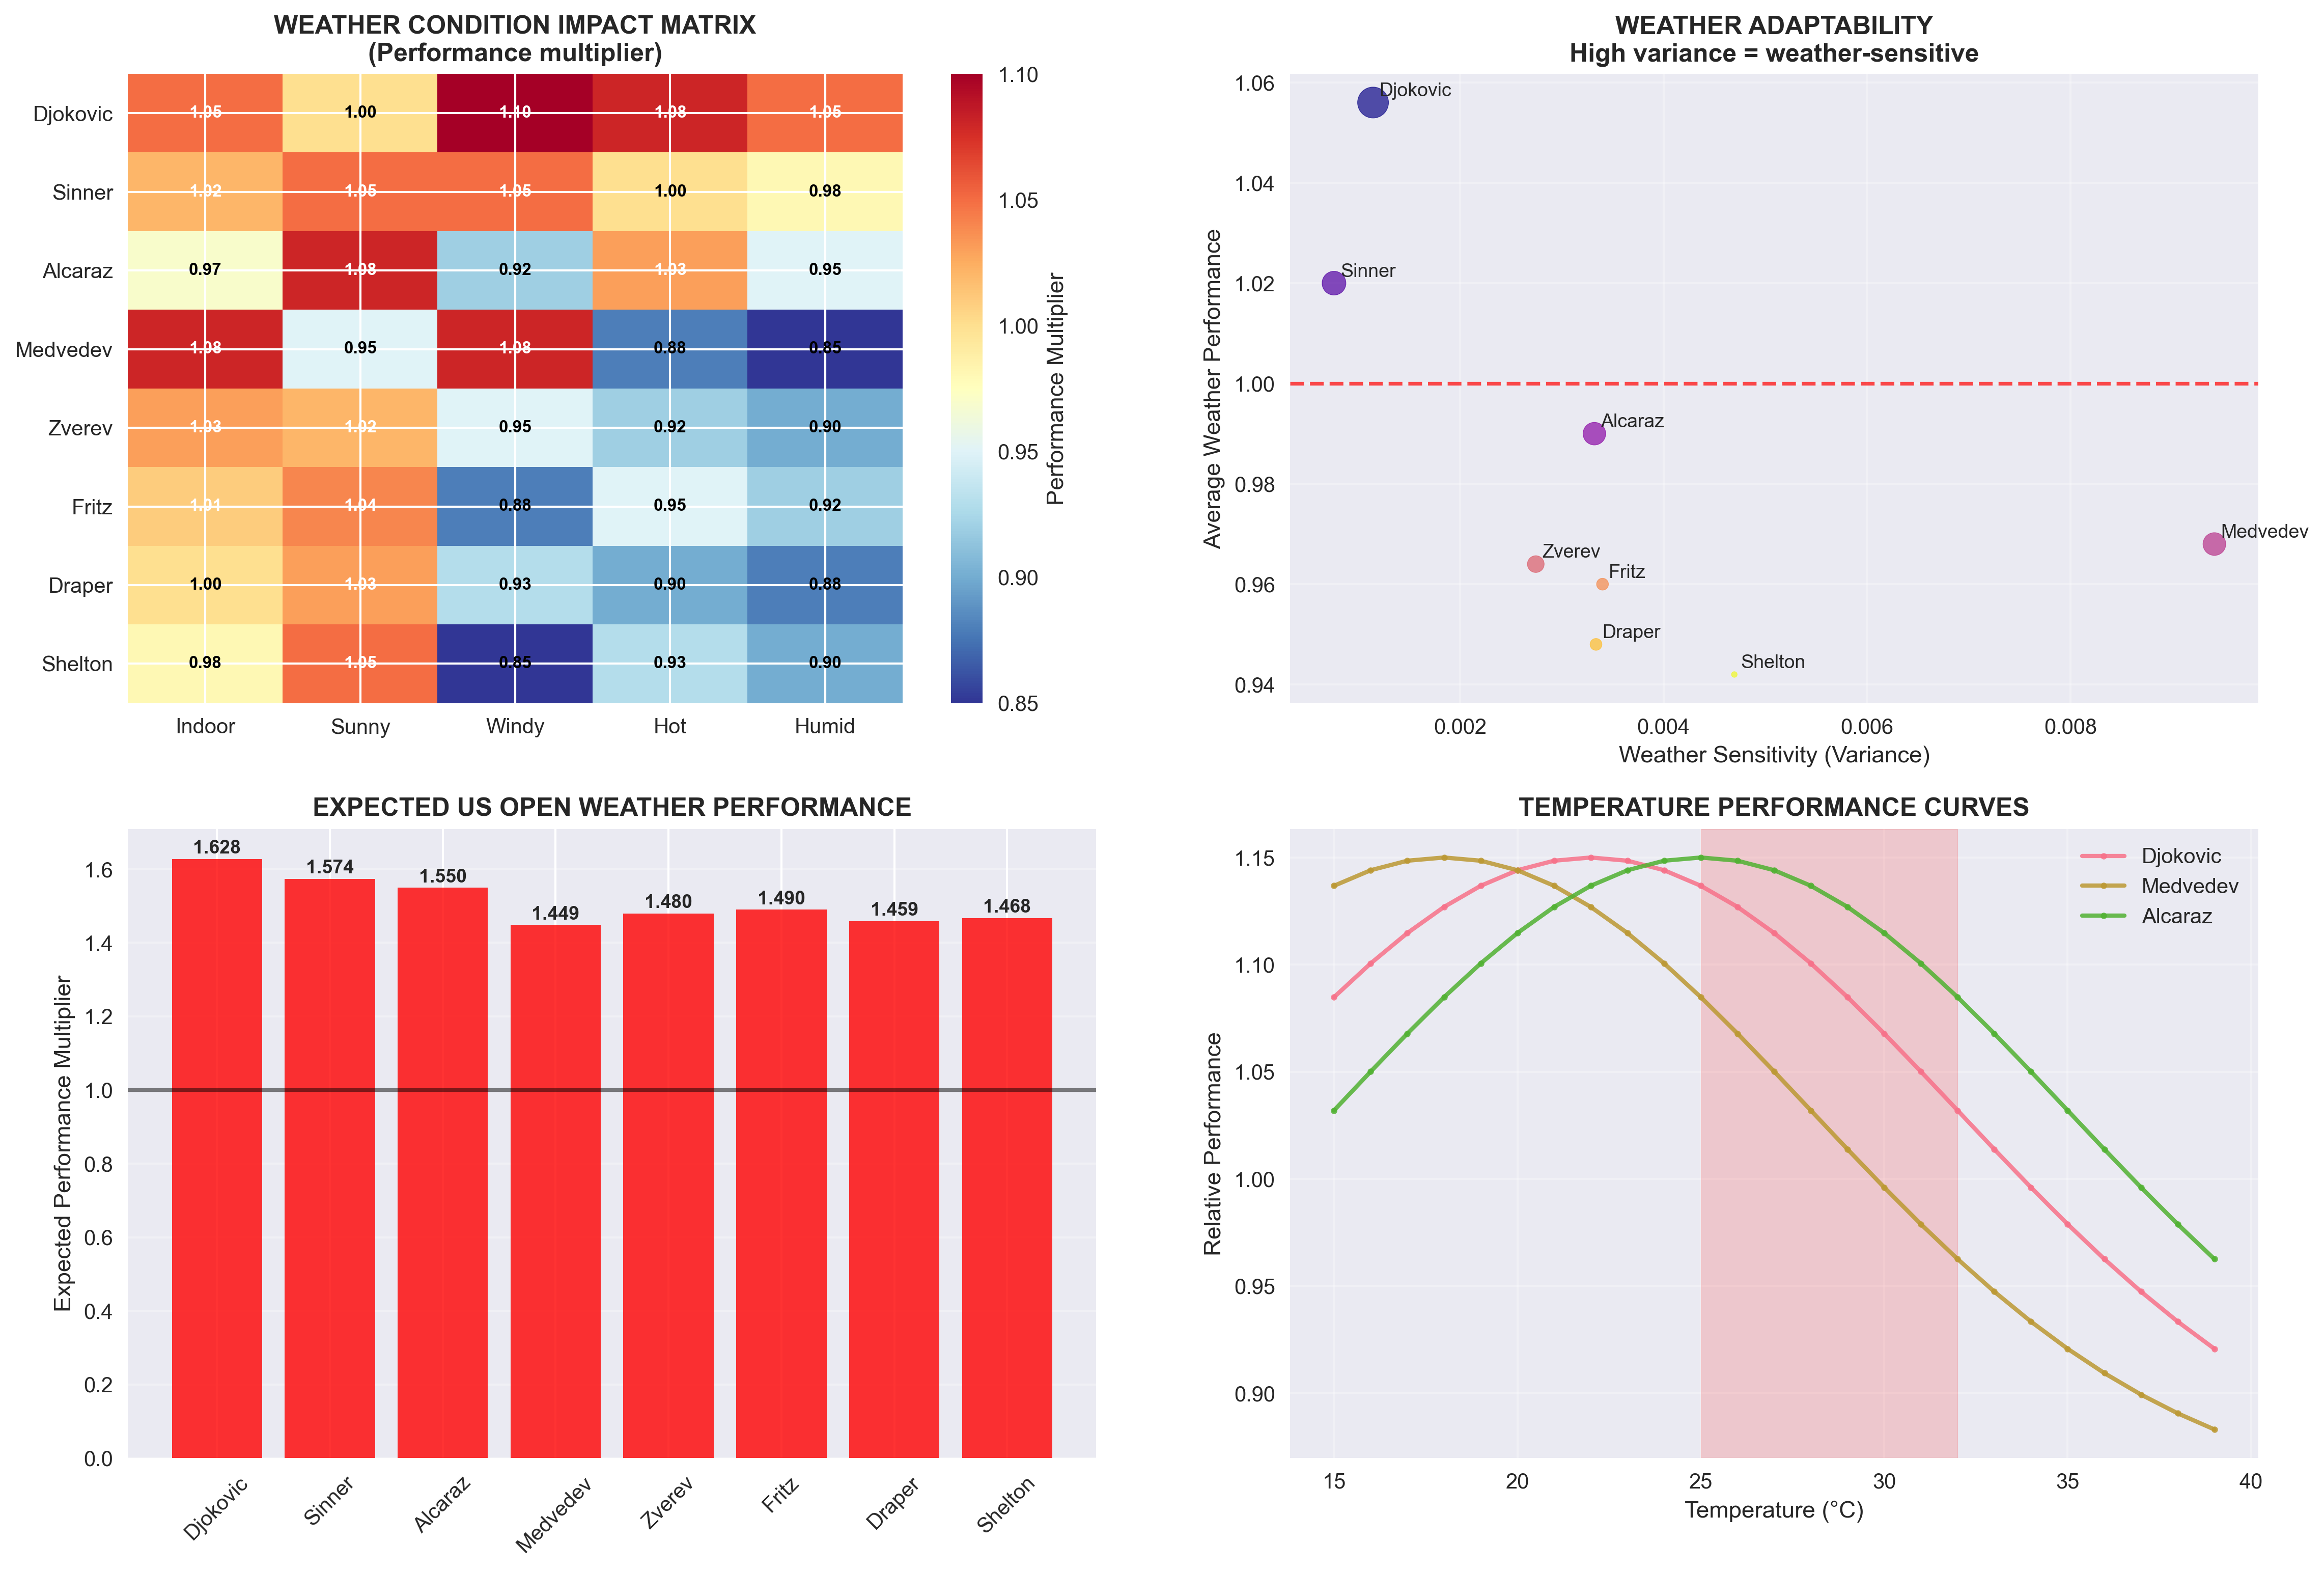 WEATHER CONDITION IMPACT MATRIX
(Performance multiplier)
Djokovic 1.05 1.00 1.10 1.08 1.05
Sinner 1.02 1.05 1.05 1.00 0.98
Alcaraz 0.97 1.08 0.92 1.03 0.95
Medvedev 1.08 0.95 1.08 0.88 0.85
Zverev 1.03 1.02 0.95 0.92 0.90
Fritz 1.01 1.04 0.88 0.95 0.92
Draper 1.00 1.03 0.93 0.90 0.88
Shelton 0.98 1.05 0.85 0.93 0.90
Indoor Sunny Windy Hot Humid
1.10
1.05
1.00
0.95
0.90
0.85
Performance Multiplier
WEATHER ADAPTABILITY
High variance = weather-sensitive
Average Weather Performance
1.06
1.04
1.02
1.00
0.98
0.96
0.94
Djokovic
Sinner
Alcaraz
Medvedev
Zverev
Fritz
Draper
Shelton
0.002 0.004 0.006 0.008
Weather Sensitivity (Variance)
EXPECTED US OPEN WEATHER PERFORMANCE
Expected Performance Multiplier
1.6
1.4
1.2
1.0
0.8
0.6
0.4
0.2
0.0
1.628 1.574 1.550 1.449 1.480 1.490 1.459 1.468
Djokovic Sinner Alcaraz Medvedev Zverev Fritz Draper Shelton
TEMPERATURE PERFORMANCE CURVES
Relative Performance
1.15
1.10
1.05
1.00
0.95
0.90
Djokovic
Medvedev
Alcaraz
15 20 25 30 35 40
Temperature (°C)